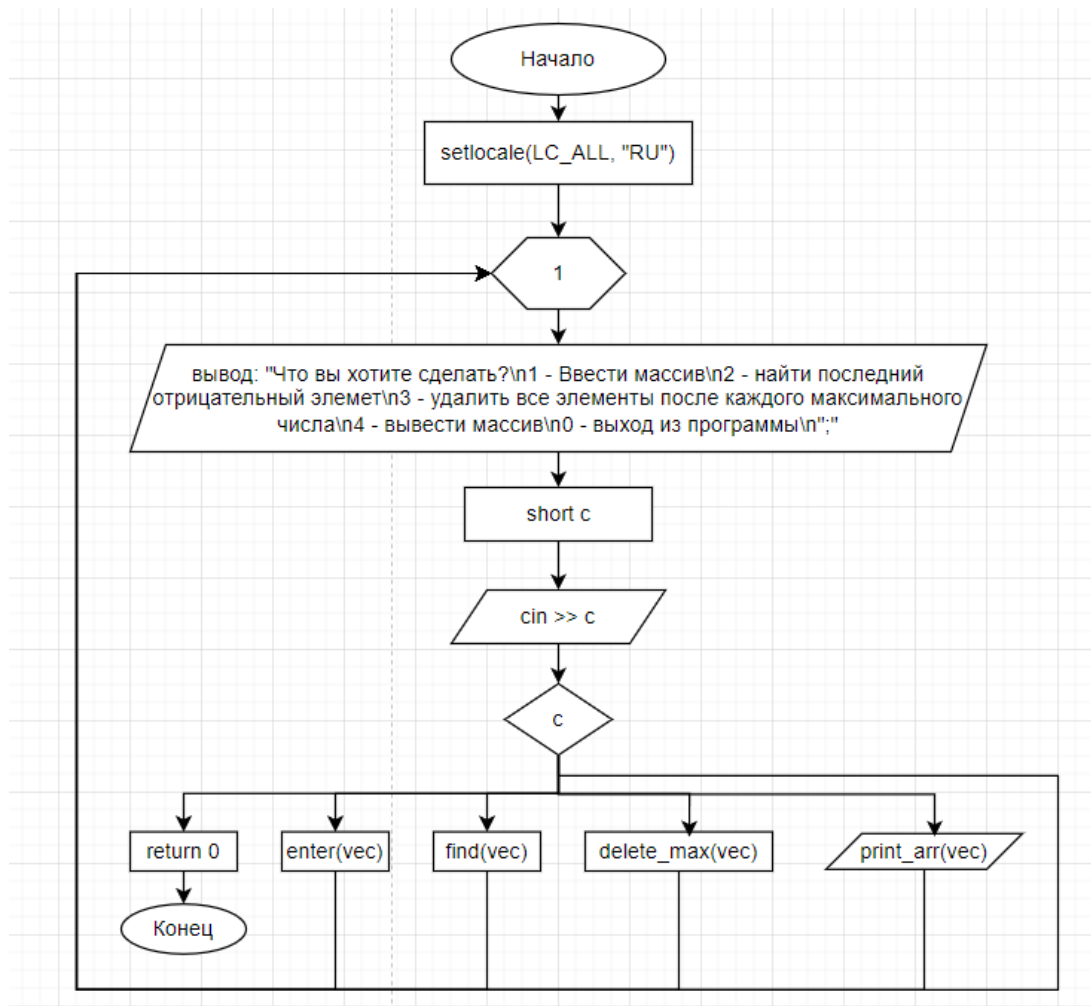 Начало
setlocale(LC_ALL, "RU")
1
вывод: "Что вы хотите сделать?\n1 - Ввести массив\n2 - найти последний
отрицательный элемет\n3 - удалить все элементы после каждого максимального
числа\n4 - вывести массив\n0 - выход из программы\n";"
short c
cin >> c
c
return 0
enter(vec)
find(vec)
delete_max(vec)
print_arr(vec)
Конец